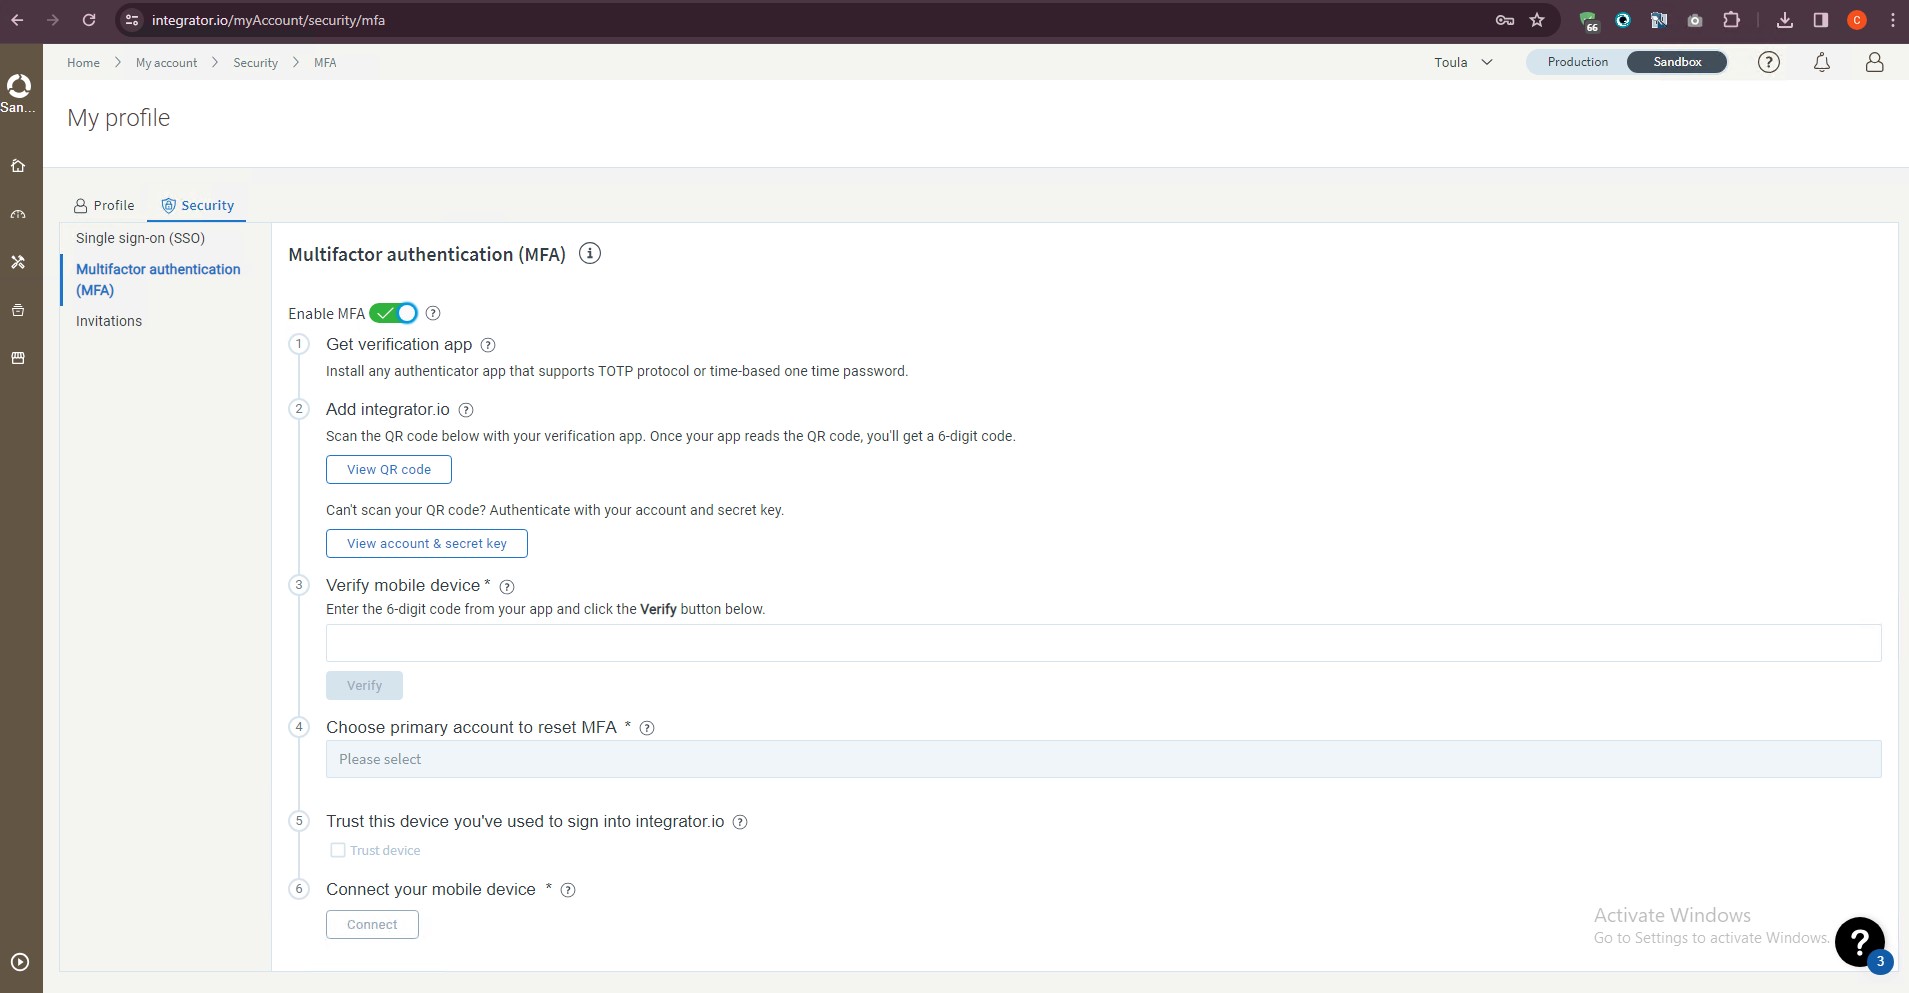 integrator.io/myAccount/security/mfa
66
C
Home > My account > Security > MFA
Toula
Production
Sandbox
San...
My profile
Profile
Security
Single sign-on (SSO)
Multifactor authentication
(MFA)
Invitations
Multifactor authentication (MFA)
Enable MFA
1 Get verification app
Install any authenticator app that supports TOTP protocol or time-based one time password.
2 Add integrator.io
Scan the QR code below with your verification app. Once your app reads the QR code, you'll get a 6-digit code.
View QR code
Can't scan your QR code? Authenticate with your account and secret key.
View account & secret key
3 Verify mobile device *
Enter the 6-digit code from your app and click the Verify button below.
Verify
4 Choose primary account to reset MFA *
Please select
5 Trust this device you've used to sign into integrator.io
Trust device
6 Connect your mobile device *
Connect
Activate Windows
Go to Settings to activate Windows.
?
3